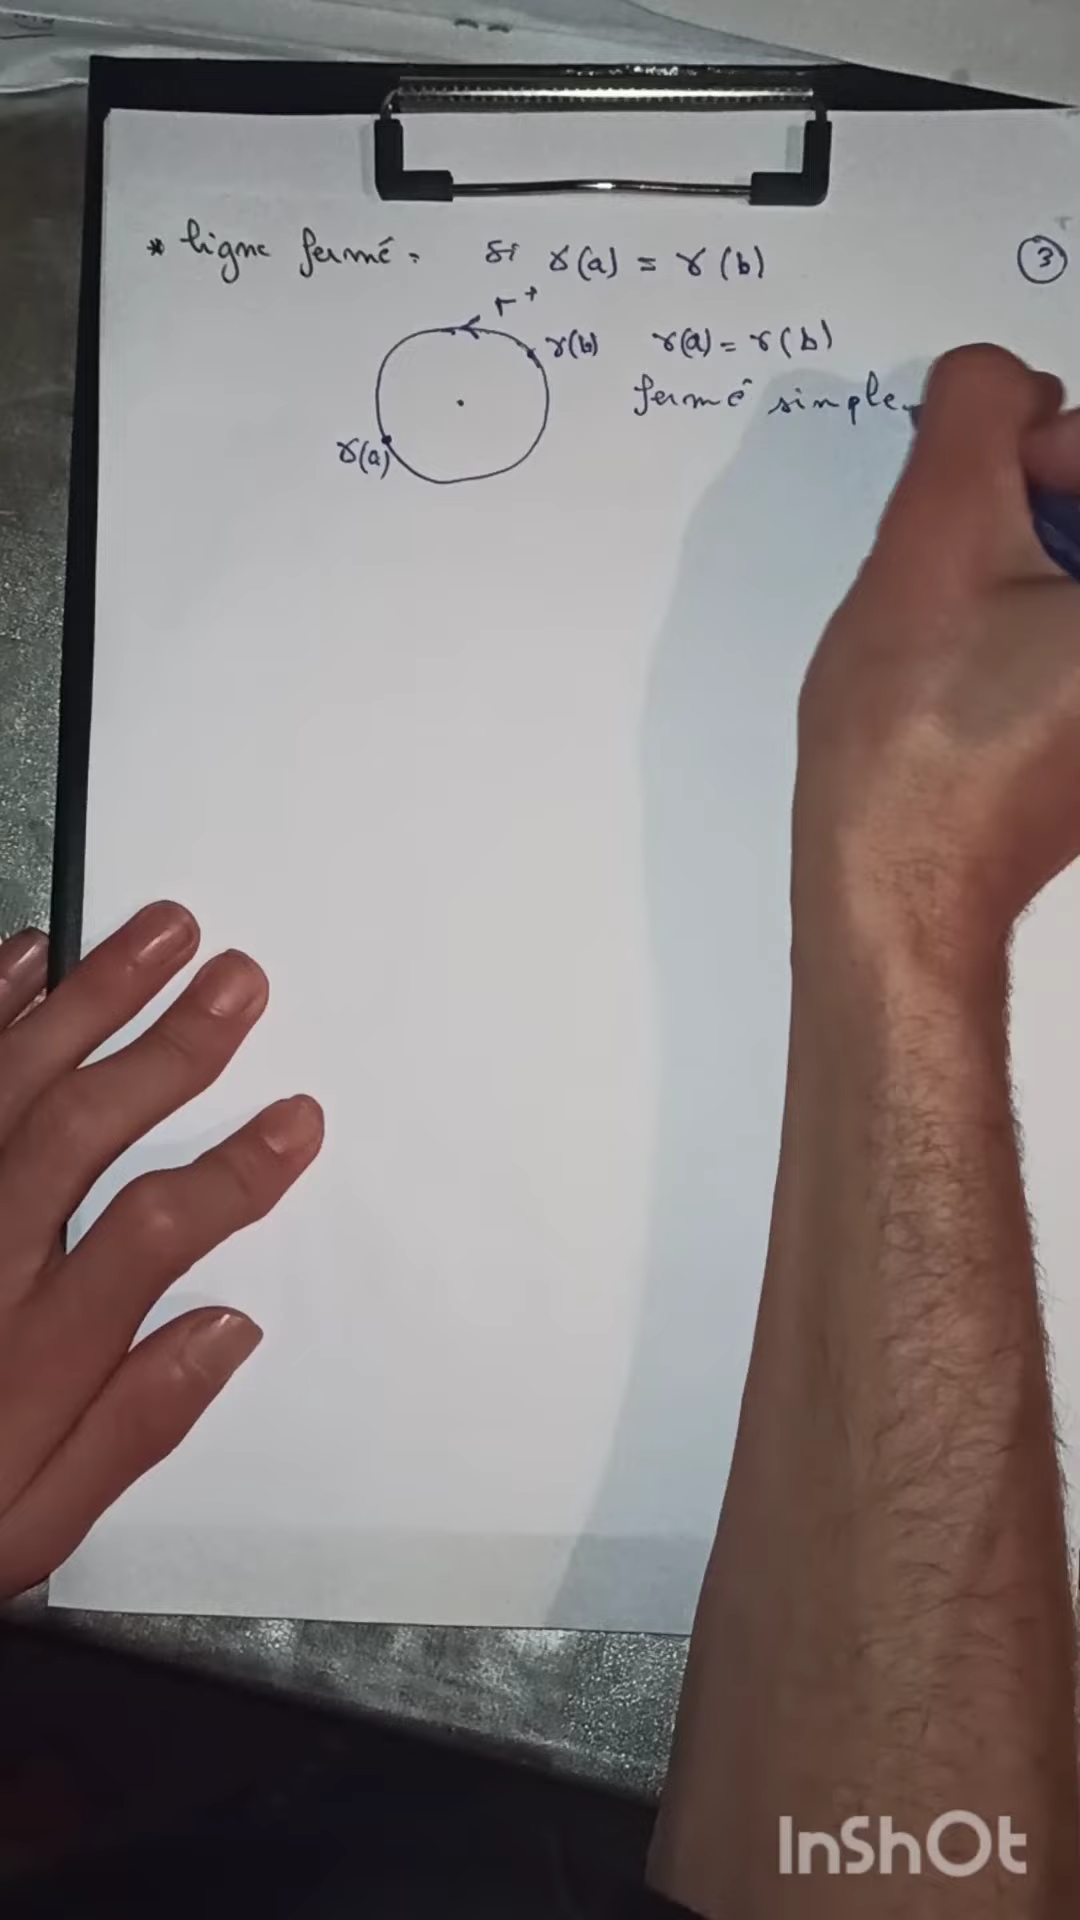 * ligne fermé. si γ(a) = γ(b)
③
Γ+
γ(b) γ(a) = γ(b)
fermé simple
γ(a)
InShOt